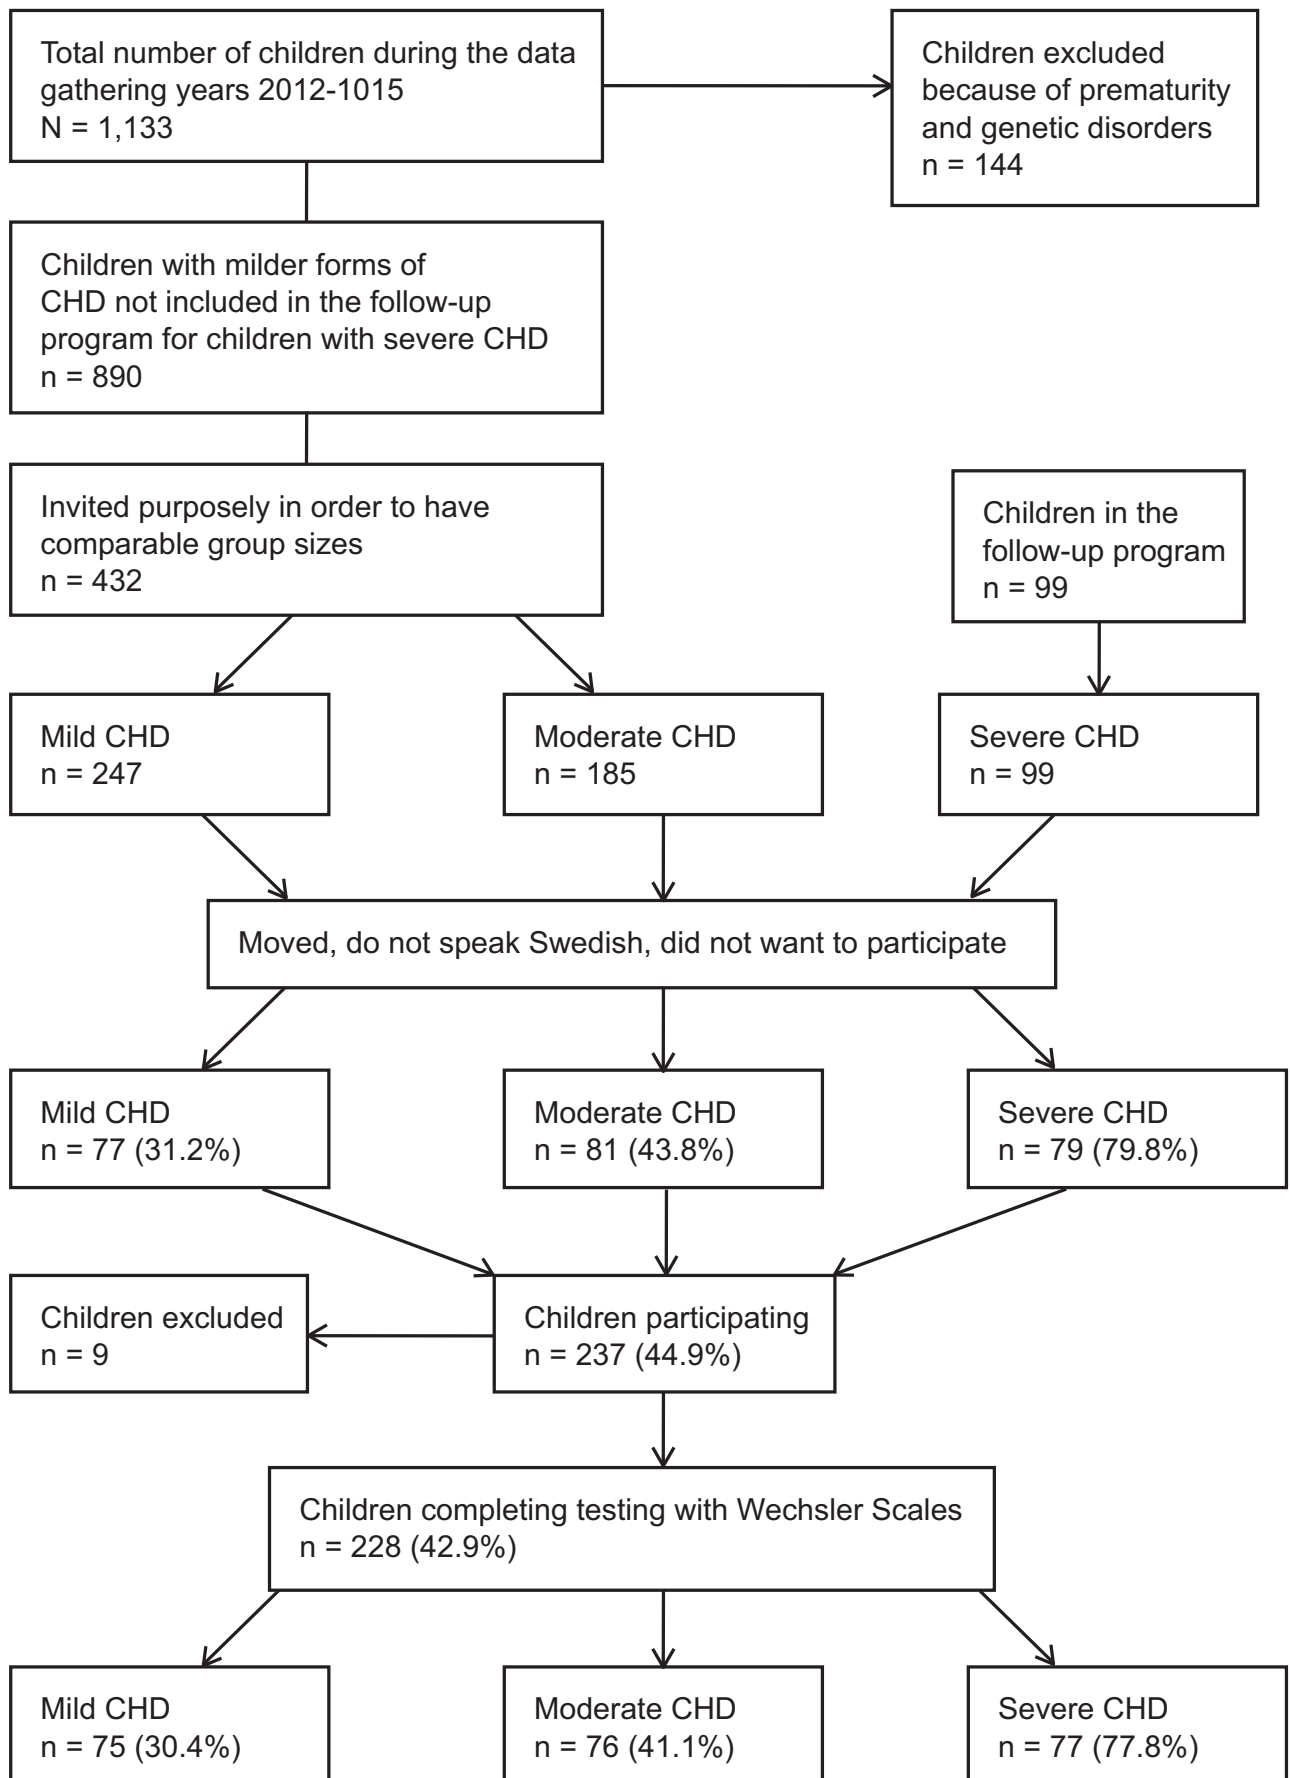 Total number of children during the data
gathering years 2012-1015
N = 1,133
Children excluded
because of prematurity
and genetic disorders
n = 144
Children with milder forms of
CHD not included in the follow-up
program for children with severe CHD
n = 890
Invited purposely in order to have
comparable group sizes
n = 432
Children in the
follow-up program
n = 99
Mild CHD
n = 247
Moderate CHD
n = 185
Severe CHD
n = 99
Moved, do not speak Swedish, did not want to participate
Mild CHD
n = 77 (31.2%)
Moderate CHD
n = 81 (43.8%)
Severe CHD
n = 79 (79.8%)
Children excluded
n = 9
Children participating
n = 237 (44.9%)
Children completing testing with Wechsler Scales
n = 228 (42.9%)
Mild CHD
n = 75 (30.4%)
Moderate CHD
n = 76 (41.1%)
Severe CHD
n = 77 (77.8%)